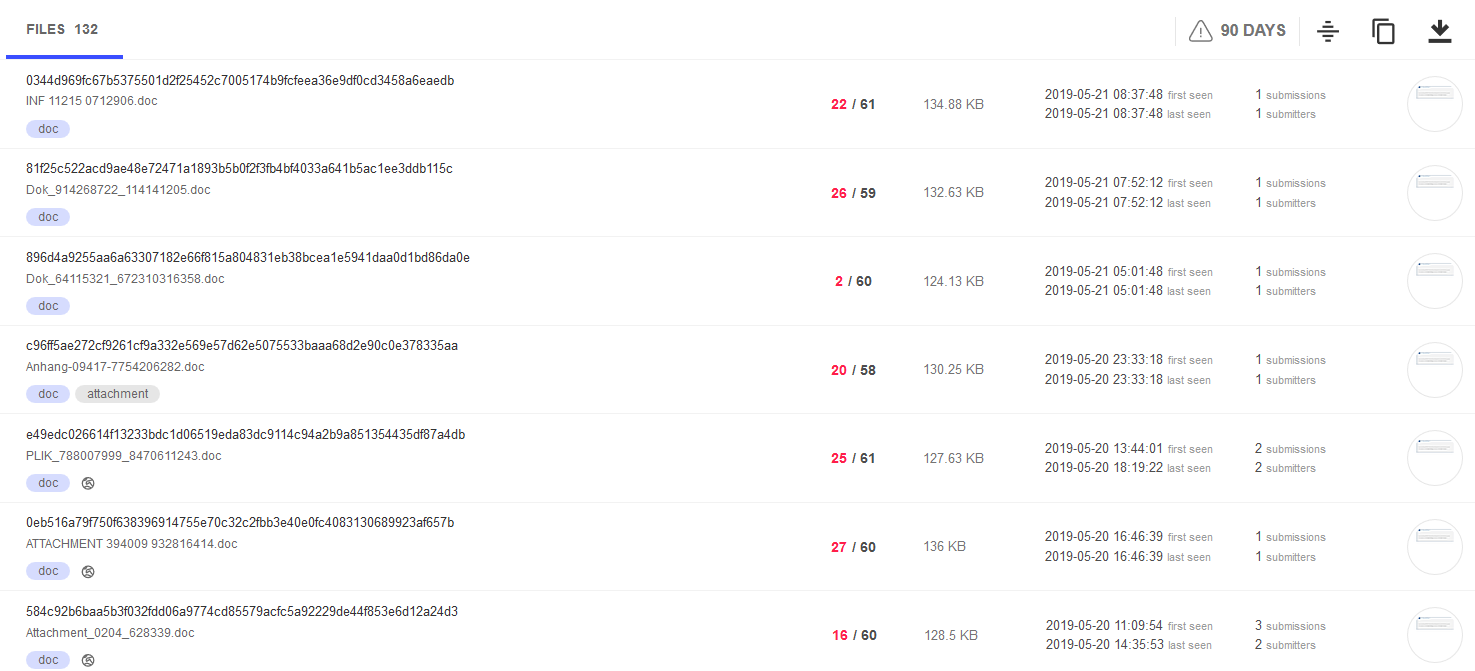 FILES 132
90 DAYS
0344d969fc67b5375501d2f25452c7005174b9fcfeea36e9df0cd3458a6eaedb
INF 11215 0712906.doc
doc
22 / 61
134.88 KB
2019-05-21 08:37:48 first seen
2019-05-21 08:37:48 last seen
1 submissions
1 submitters
81f25c522acd9ae48e72471a1893b5b0f2f3fb4bf4033a641b5ac1ee3ddb115c
Dok_914268722_114141205.doc
doc
26 / 59
132.63 KB
2019-05-21 07:52:12 first seen
2019-05-21 07:52:12 last seen
1 submissions
1 submitters
896d4a9255aa6a63307182e66f815a804831eb38bcea1e5941daa0d1bd86da0e
Dok_64115321_672310316358.doc
doc
2 / 60
124.13 KB
2019-05-21 05:01:48 first seen
2019-05-21 05:01:48 last seen
1 submissions
1 submitters
c96ff5ae272cf9261cf9a332e569e57d62e5075533baaa68d2e90c0e378335aa
Anhang-09417-7754206282.doc
doc attachment
20 / 58
130.25 KB
2019-05-20 23:33:18 first seen
2019-05-20 23:33:18 last seen
1 submissions
1 submitters
e49edc026614f13233bdc1d06519eda83dc9114c94a2b9a851354435df87a4db
PLIK_788007999_8470611243.doc
doc
25 / 61
127.63 KB
2019-05-20 13:44:01 first seen
2019-05-20 18:19:22 last seen
2 submissions
2 submitters
0eb516a79f750f638396914755e70c32c2fbb3e40e0fc4083130689923af657b
ATTACHMENT 394009 932816414.doc
doc
27 / 60
136 KB
2019-05-20 16:46:39 first seen
2019-05-20 16:46:39 last seen
1 submissions
1 submitters
584c92b6baa5b3f032fdd06a9774cd85579acfc5a92229de44f853e6d12a24d3
Attachment_0204_628339.doc
doc
16 / 60
128.5 KB
2019-05-20 11:09:54 first seen
2019-05-20 14:35:53 last seen
3 submissions
2 submitters